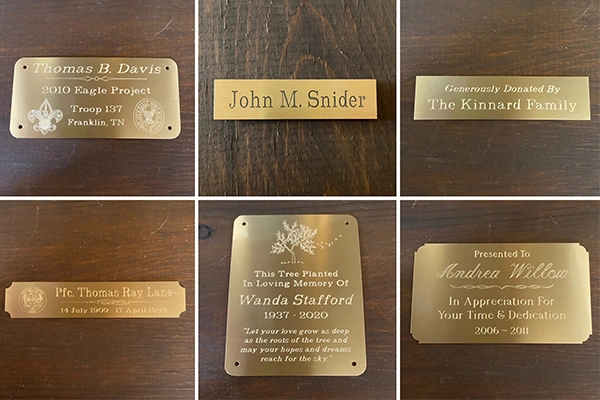 Thomas B. Davis
2010 Eagle Project
Troop 137
Franklin, TN
John M. Snider
Generously Donated By
The Kinnard Family
Pfc. Thomas Ray Lane
14 July 1909 - 17 April 1944
This Tree Planted
In Loving Memory Of
Wanda Stafford
1937 - 2020
"Let your love grow as deep
as the roots of the tree and
may your hopes and dreams
reach for the sky."
Presented To
Andrea Willow
In Appreciation For
Your Time & Dedication
2006 - 2011